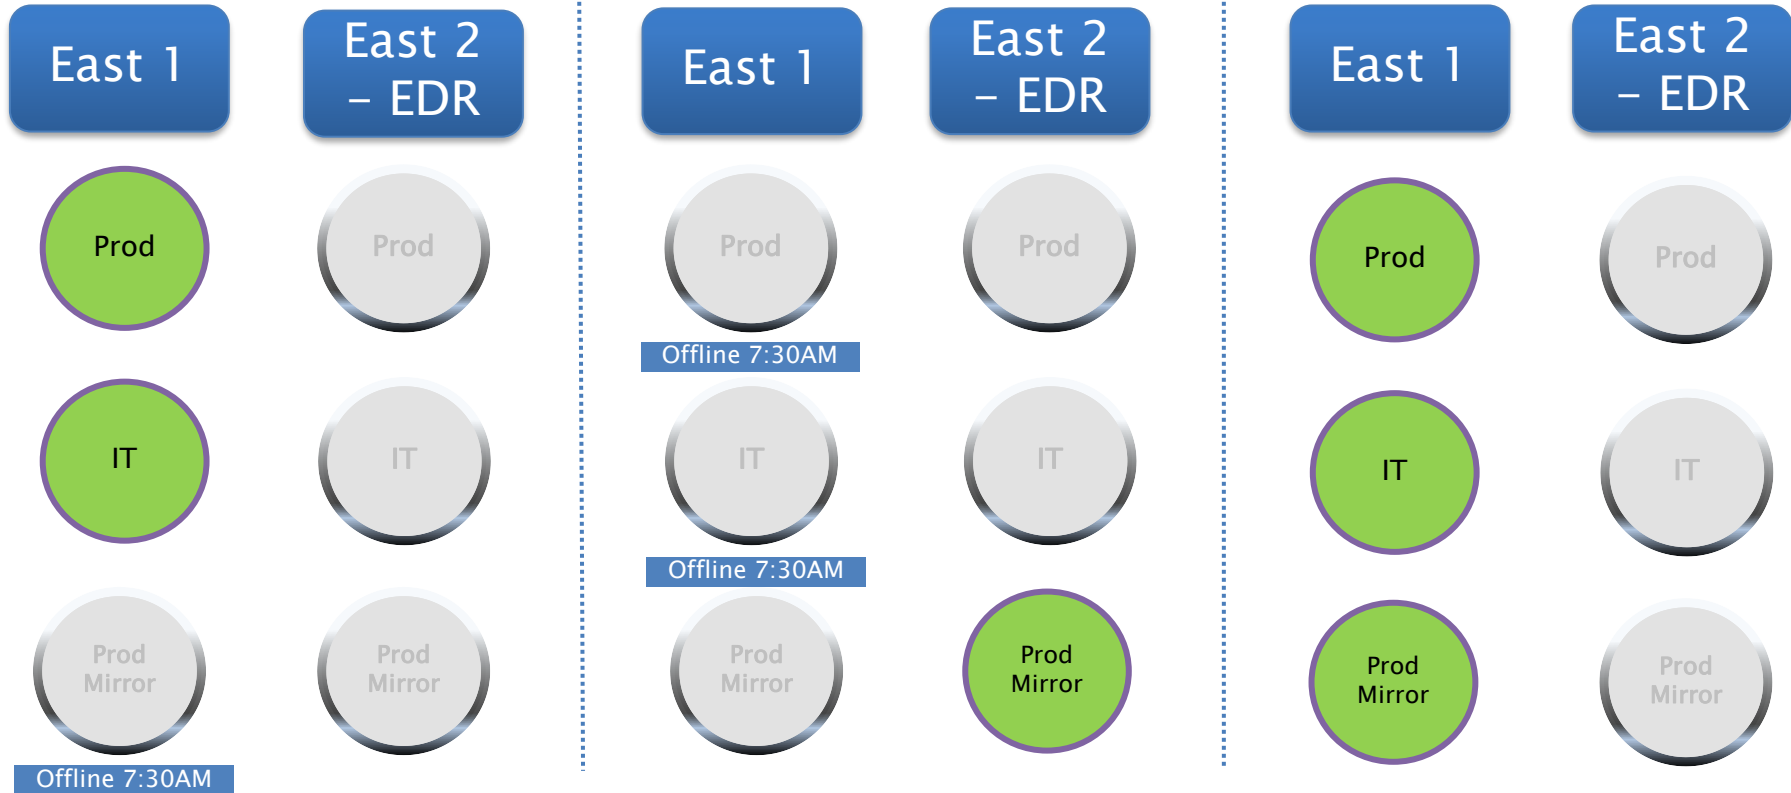 East 1
East 2
– EDR
Prod
Prod
IT
IT
Prod
Mirror
Prod
Mirror
Offline 7:30AM
East 1
East 2
– EDR
Prod
Prod
Offline 7:30AM
IT
IT
Offline 7:30AM
Prod
Mirror
Prod
Mirror
East 1
East 2
– EDR
Prod
Prod
IT
IT
Prod
Mirror
Prod
Mirror